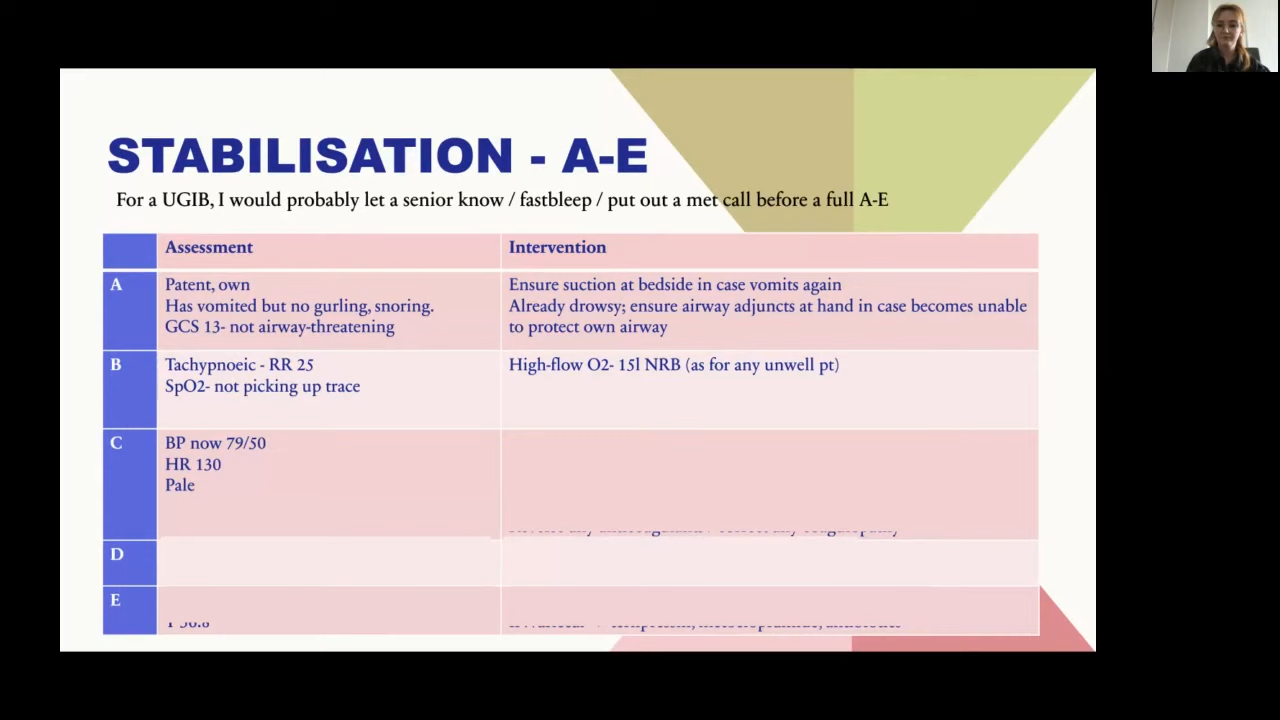 STABILISATION - A-E
For a UGIB, I would probably let a senior know / fastbleep / put out a met call before a full A-E
Assessment
Intervention
A
Patent, own
Has vomited but no gurling, snoring.
GCS 13- not airway-threatening
Ensure suction at bedside in case vomits again
Already drowsy; ensure airway adjuncts at hand in case becomes unable
to protect own airway
B
Tachypnoeic - RR 25
SpO2- not picking up trace
High-flow O2- 15l NRB (as for any unwell pt)
C
BP now 79/50
HR 130
Pale
D
E